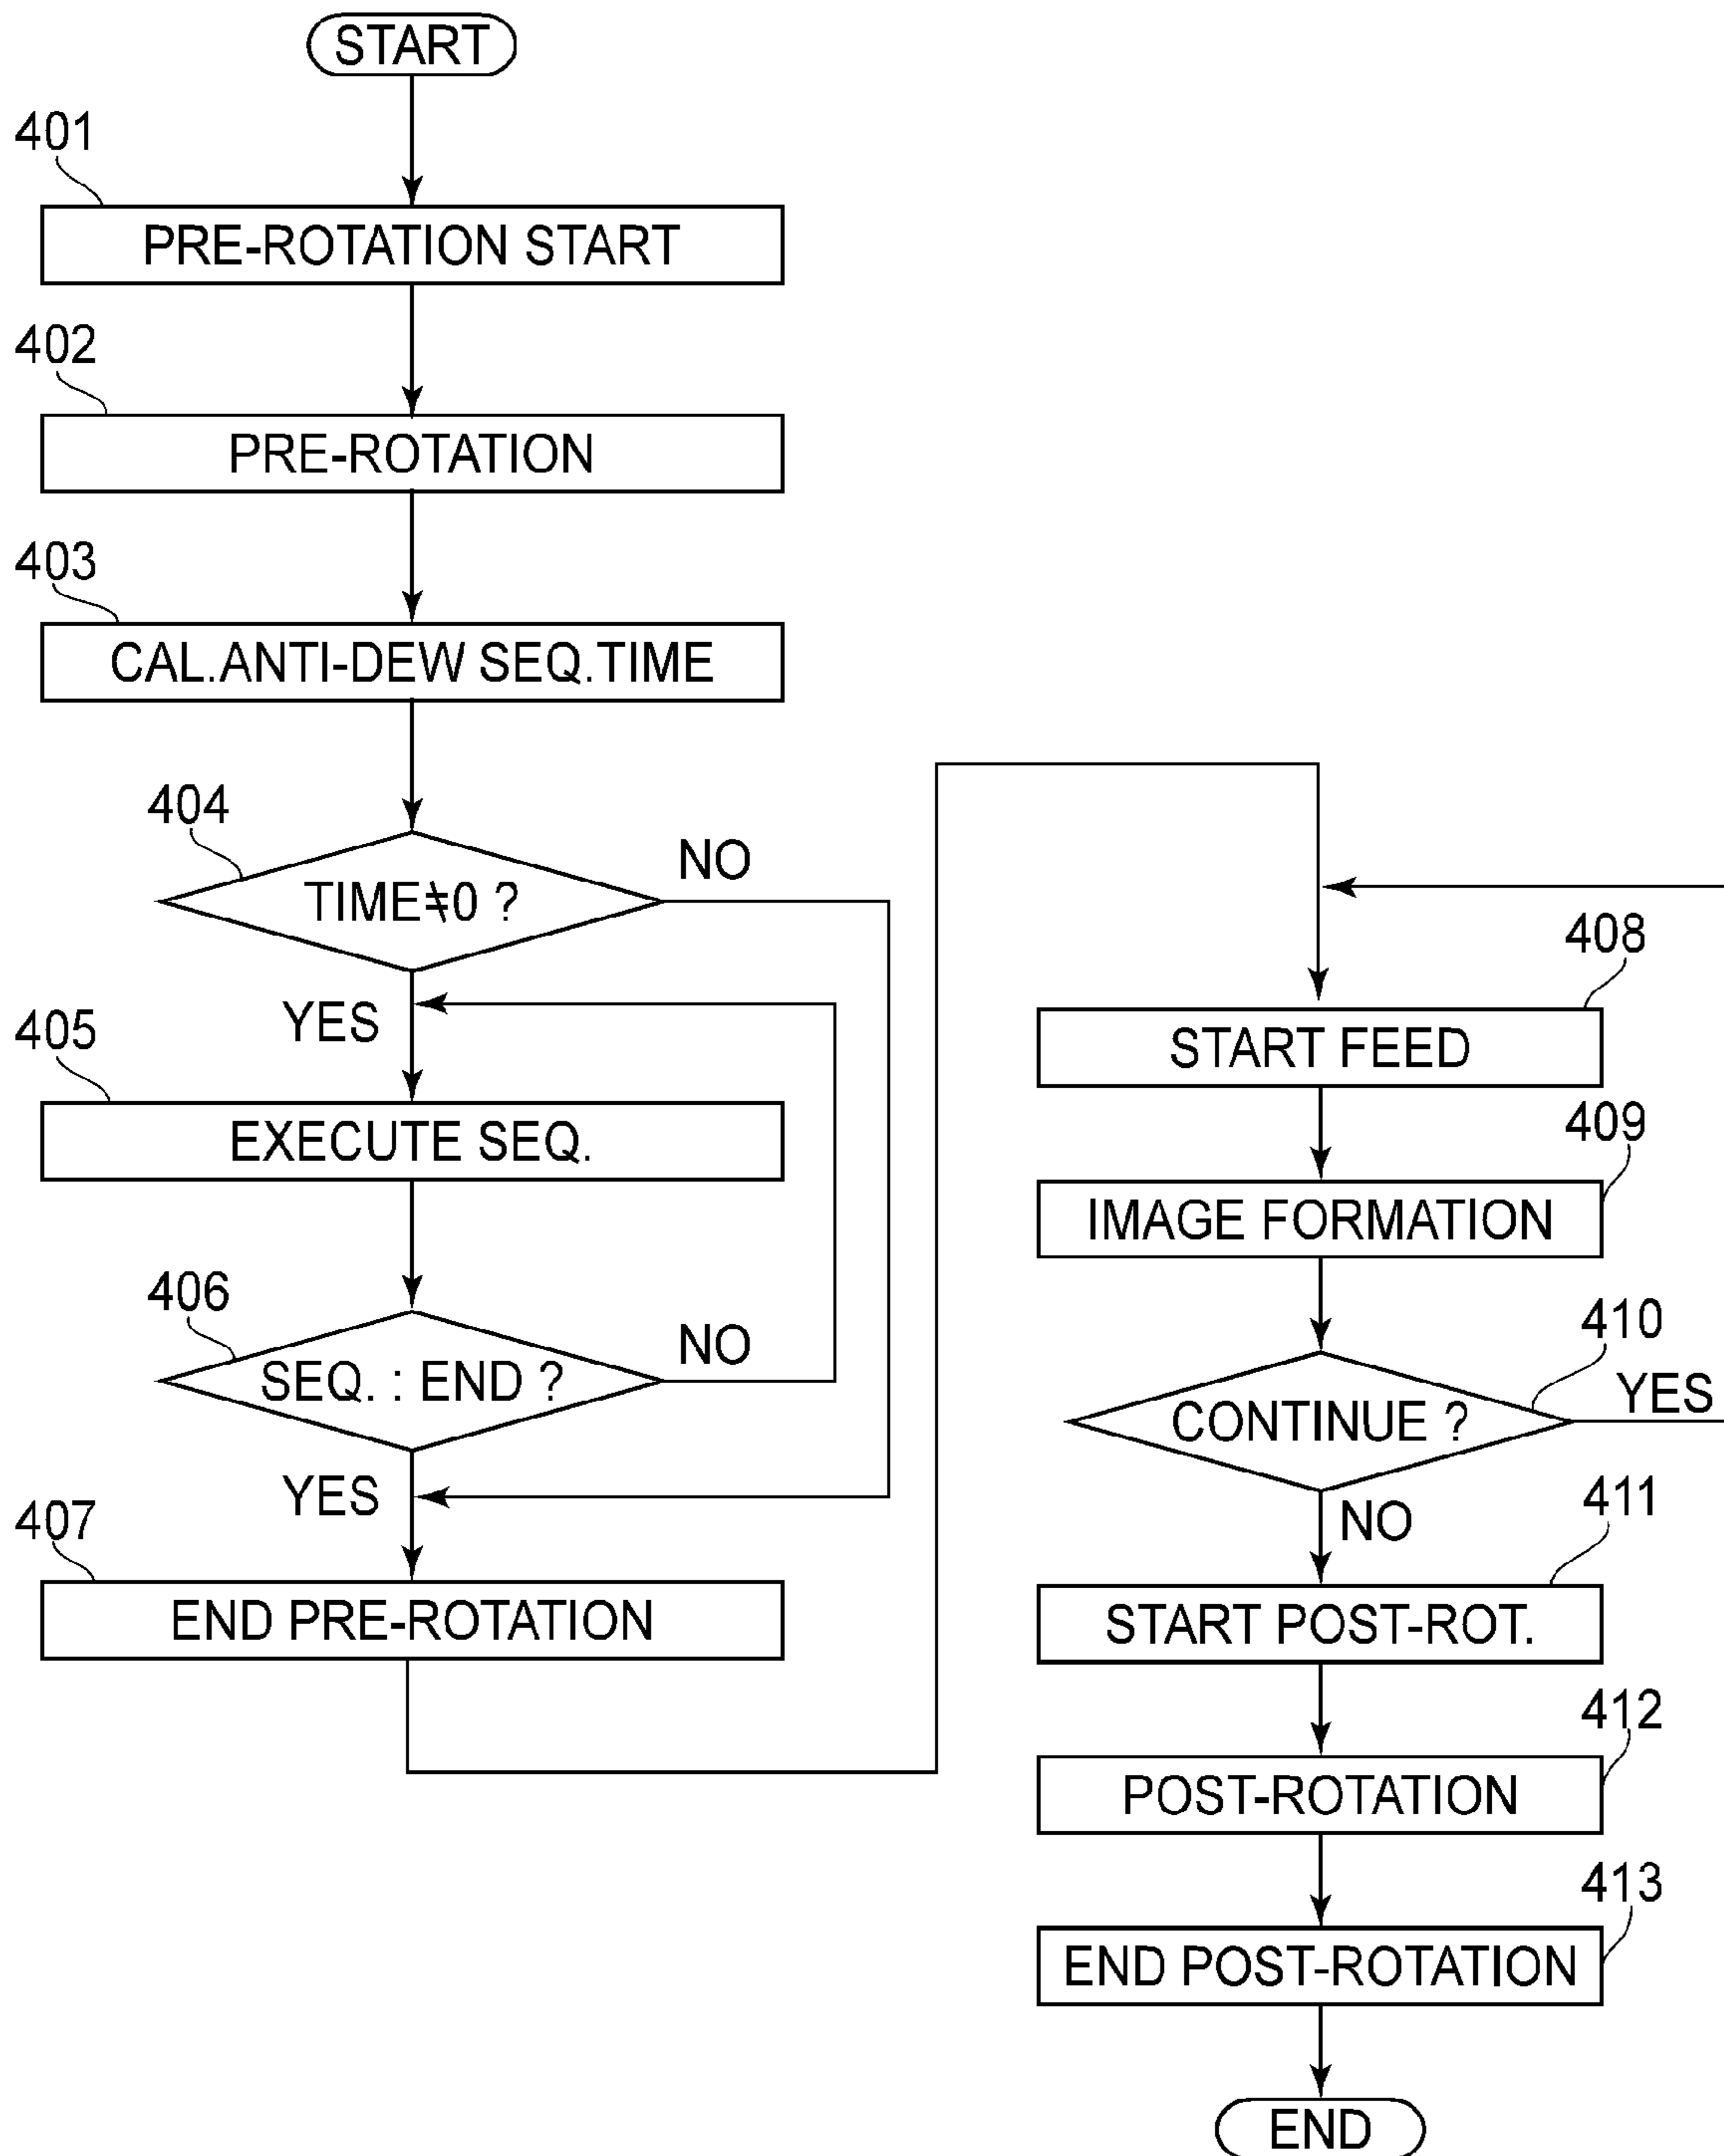 START
401
PRE-ROTATION START
402
PRE-ROTATION
403
CAL.ANTI-DEW SEQ.TIME
404
TIME≠0 ?
NO
YES
405
EXECUTE SEQ.
406
SEQ. : END ?
NO
YES
407
END PRE-ROTATION
408
START FEED
409
IMAGE FORMATION
410
CONTINUE ?
YES
NO
411
START POST-ROT.
412
POST-ROTATION
413
END POST-ROTATION
END